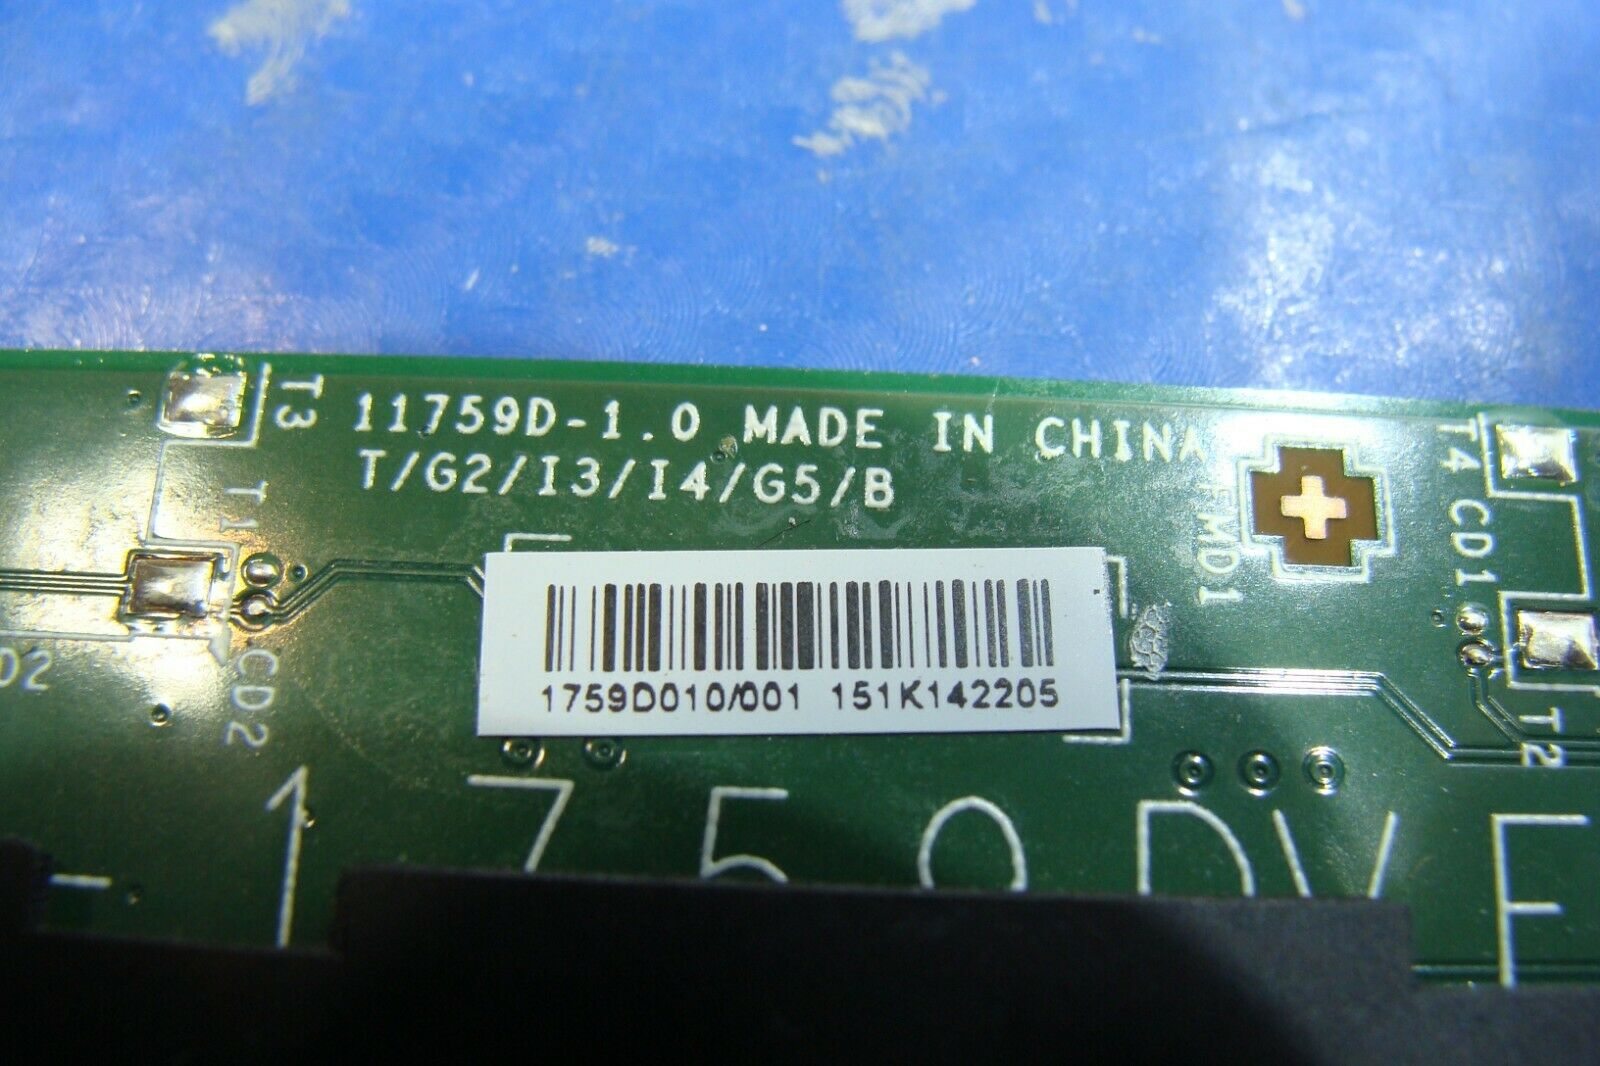 T3
11759D-1.0 MADE IN CHINA
T/G2/I3/I4/G5/B
T4
T1
FMD1
CD1
1759D010/001 151K142205
D2
CD2
T2